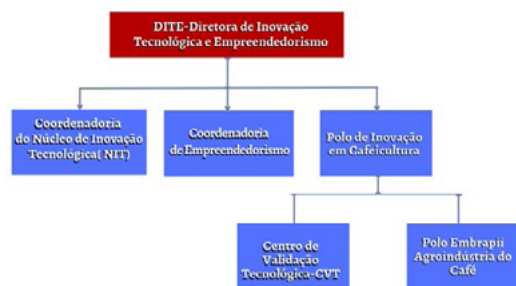 DITE-Diretora de Inovação
Tecnológica e Empreendedorismo
Coordenadoria
do Núcleo de Inovação
Tecnológica( NIT)
Coordenadoria
de Empreendedorismo
Polo de Inovação
em Cafeicultura
Centro de
Validação
Tecnológica-CVT
Polo Embrapii
Agroindústria do
Café